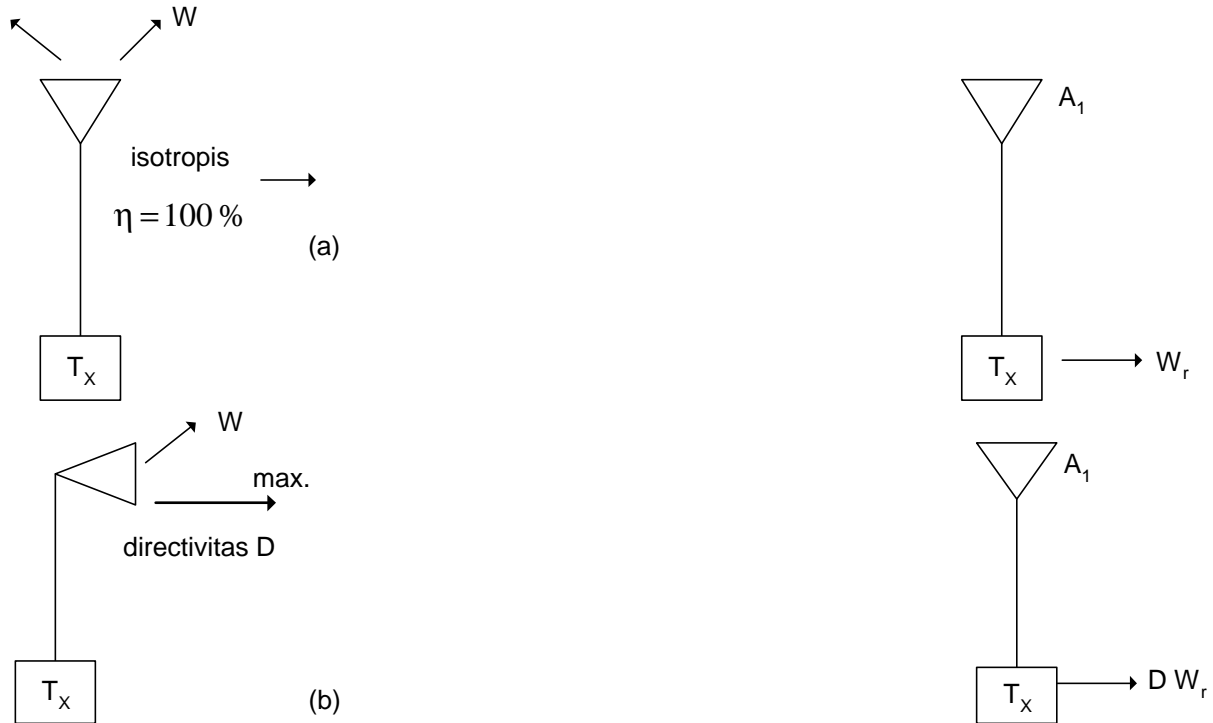 W
A₁
isotropis
η = 100 %
(a)
Tₓ
Tₓ
Wᵣ
W
max.
A₁
directivitas D
Tₓ
(b)
Tₓ
D Wᵣ